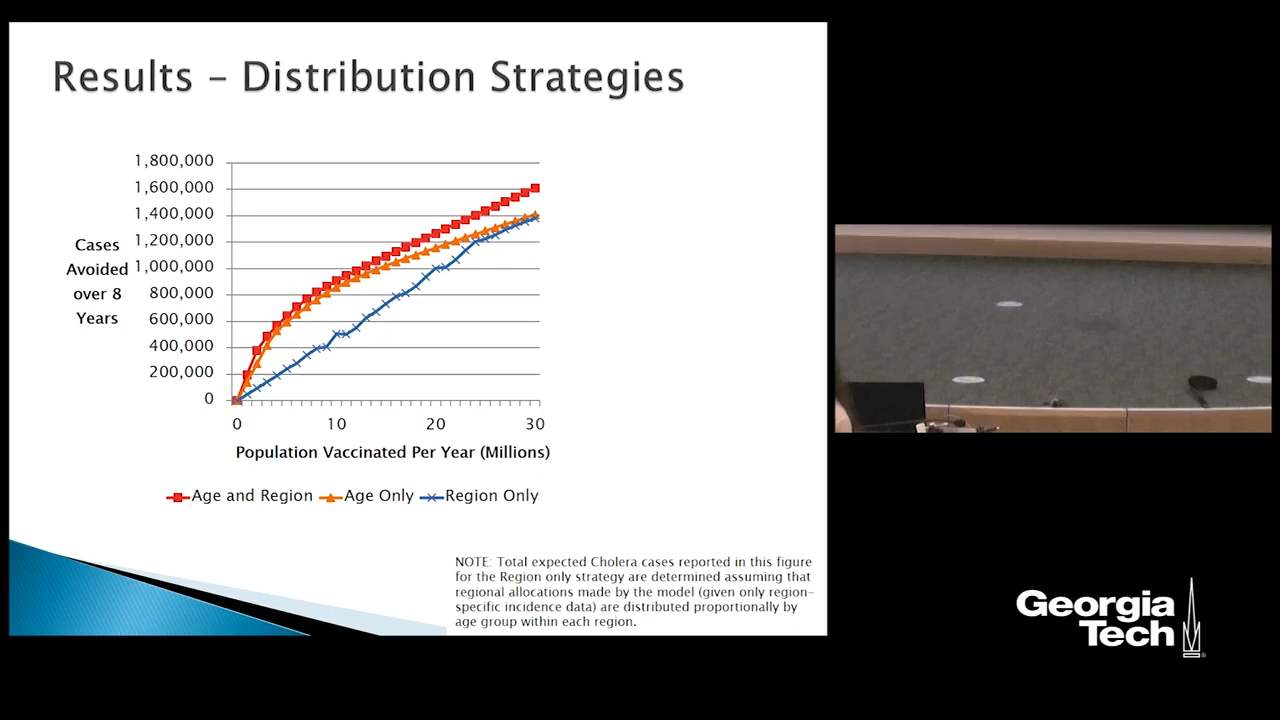 Results – Distribution Strategies
1,800,000
1,600,000
1,400,000
1,200,000
1,000,000
800,000
600,000
400,000
200,000
0
Cases
Avoided
over 8
Years
0 10 20 30
Population Vaccinated Per Year (Millions)
Age and Region Age Only Region Only
NOTE: Total expected Cholera cases reported in this figure
for the Region only strategy are determined assuming that
regional allocations made by the model (given only region-
specific incidence data) are distributed proportionally by
age group within each region.
Georgia
Tech